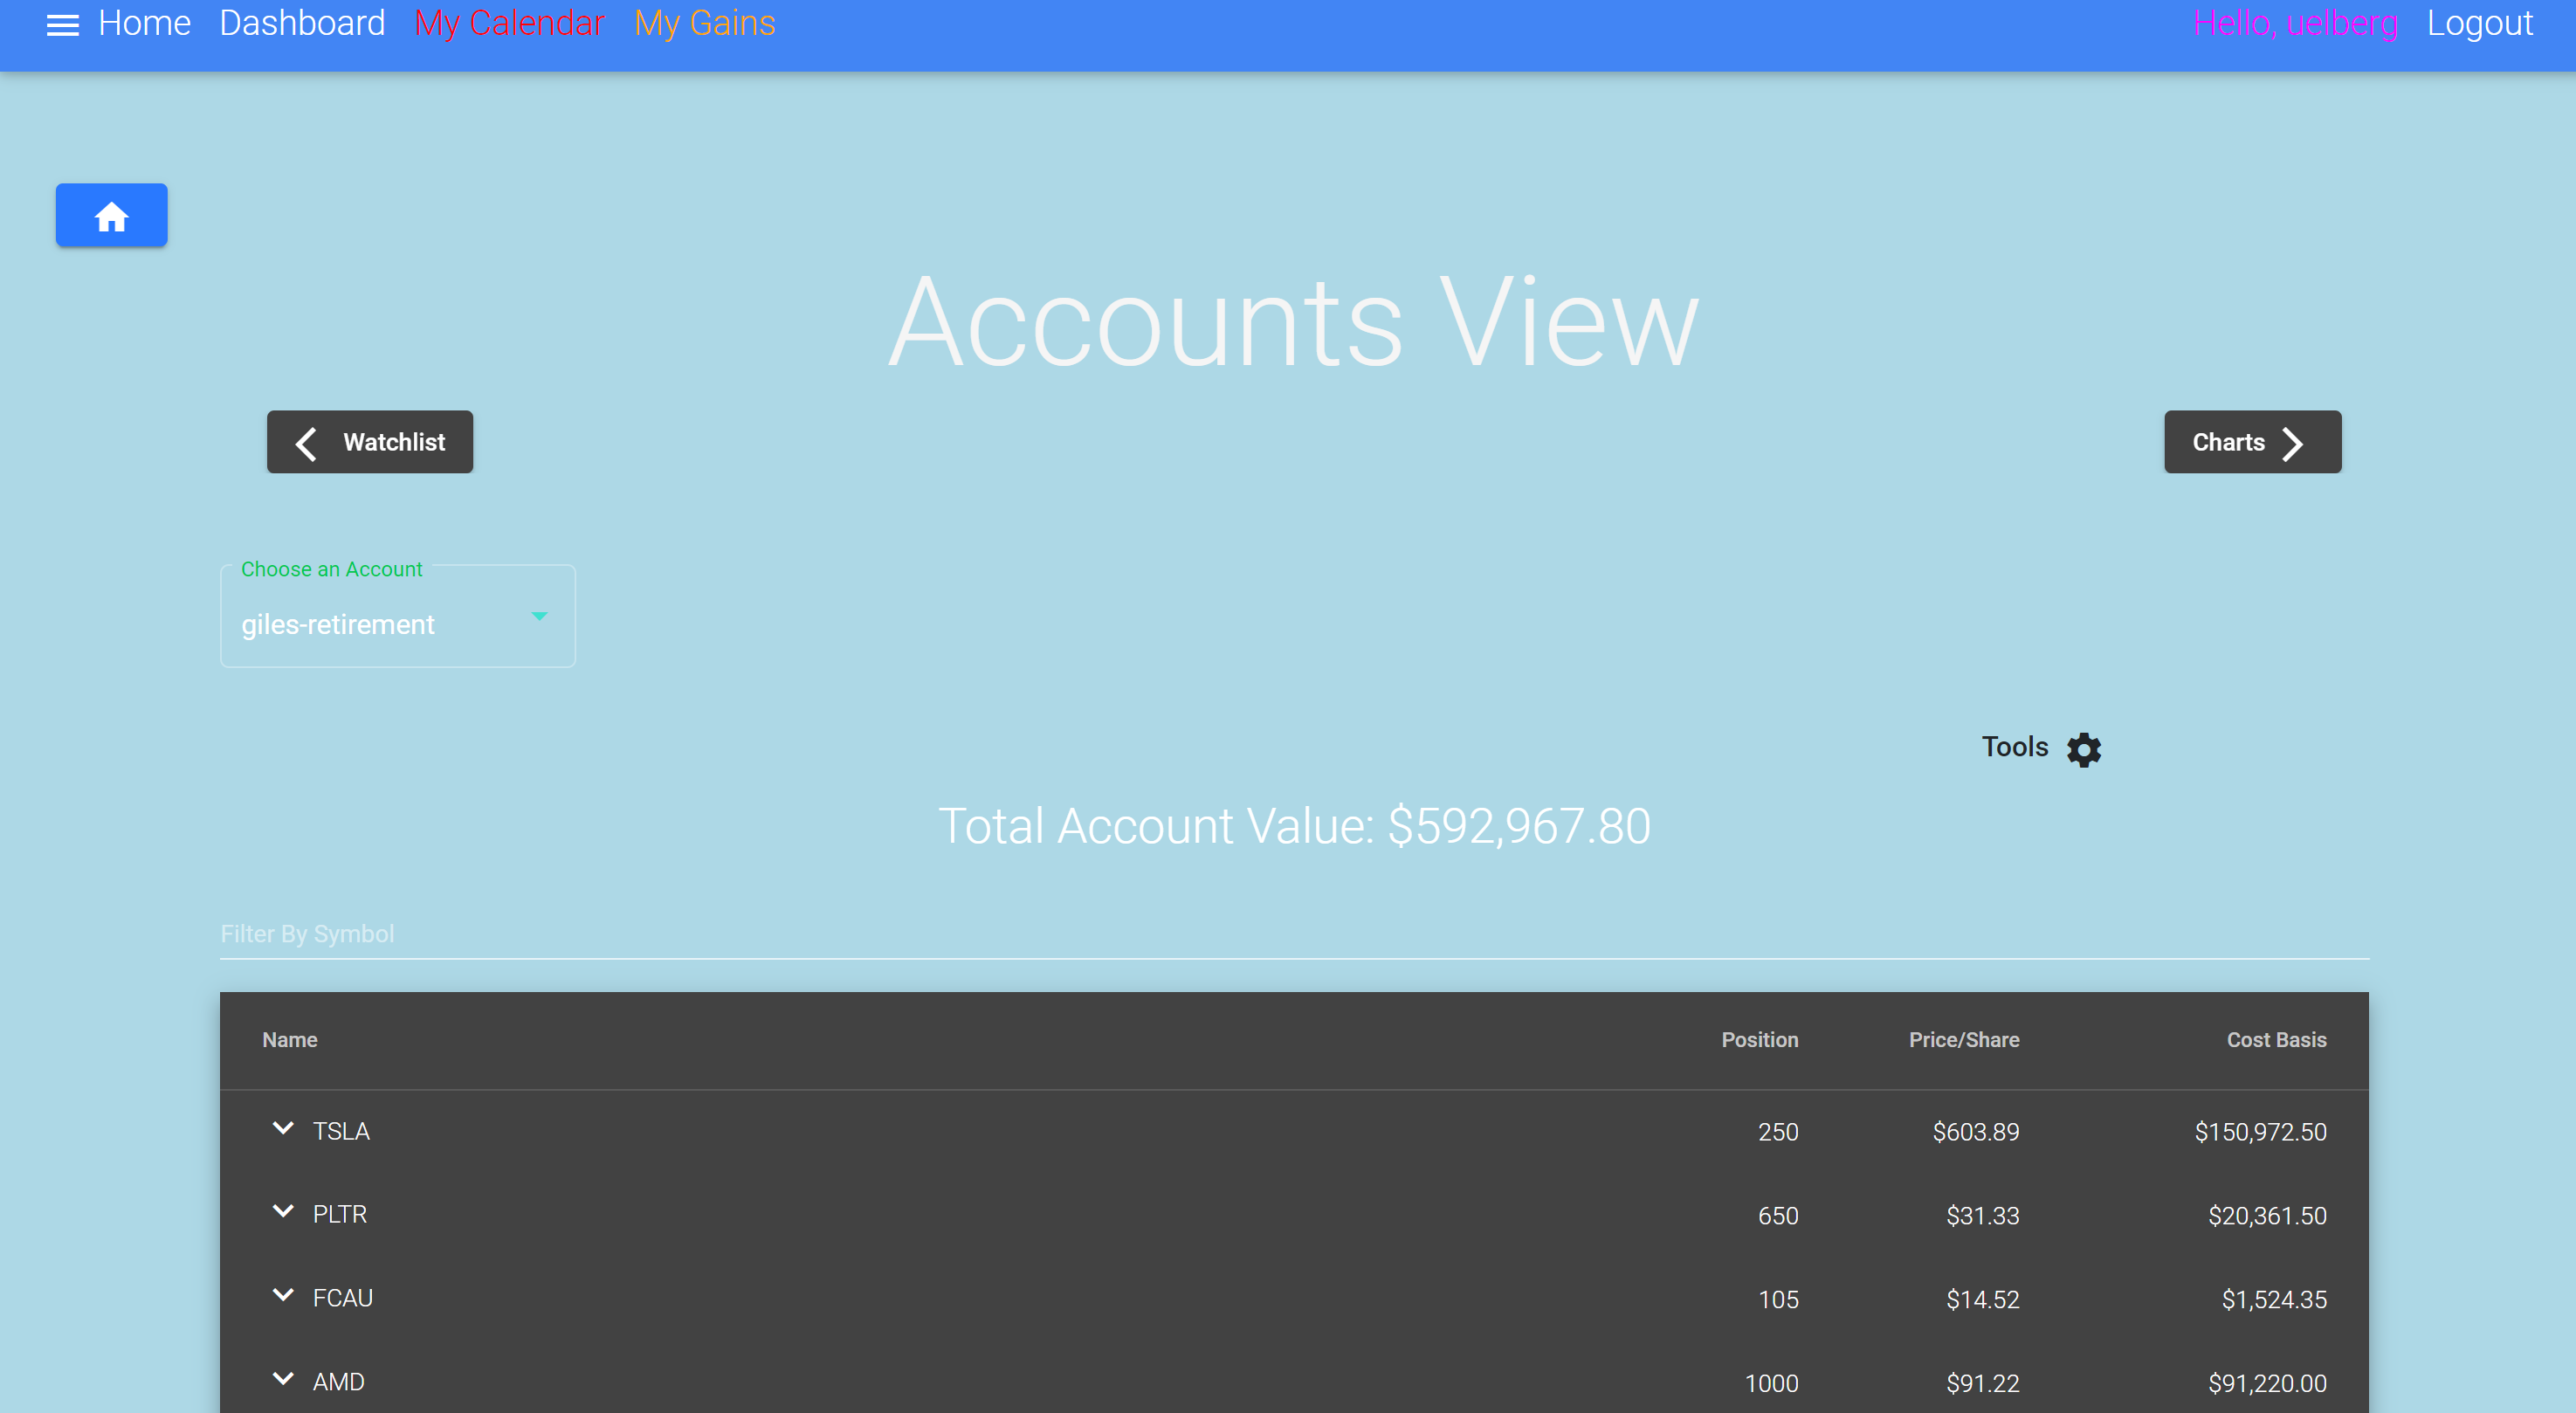 Home Dashboard My Calendar My Gains Hello, uelberg Logout
Accounts View
Watchlist Charts
Choose an Account
giles-retirement
Tools
Total Account Value: $592,967.80
Filter By Symbol
Name Position Price/Share Cost Basis
TSLA 250 $603.89 $150,972.50
PLTR 650 $31.33 $20,361.50
FCAU 105 $14.52 $1,524.35
AMD 1000 $91.22 $91,220.00